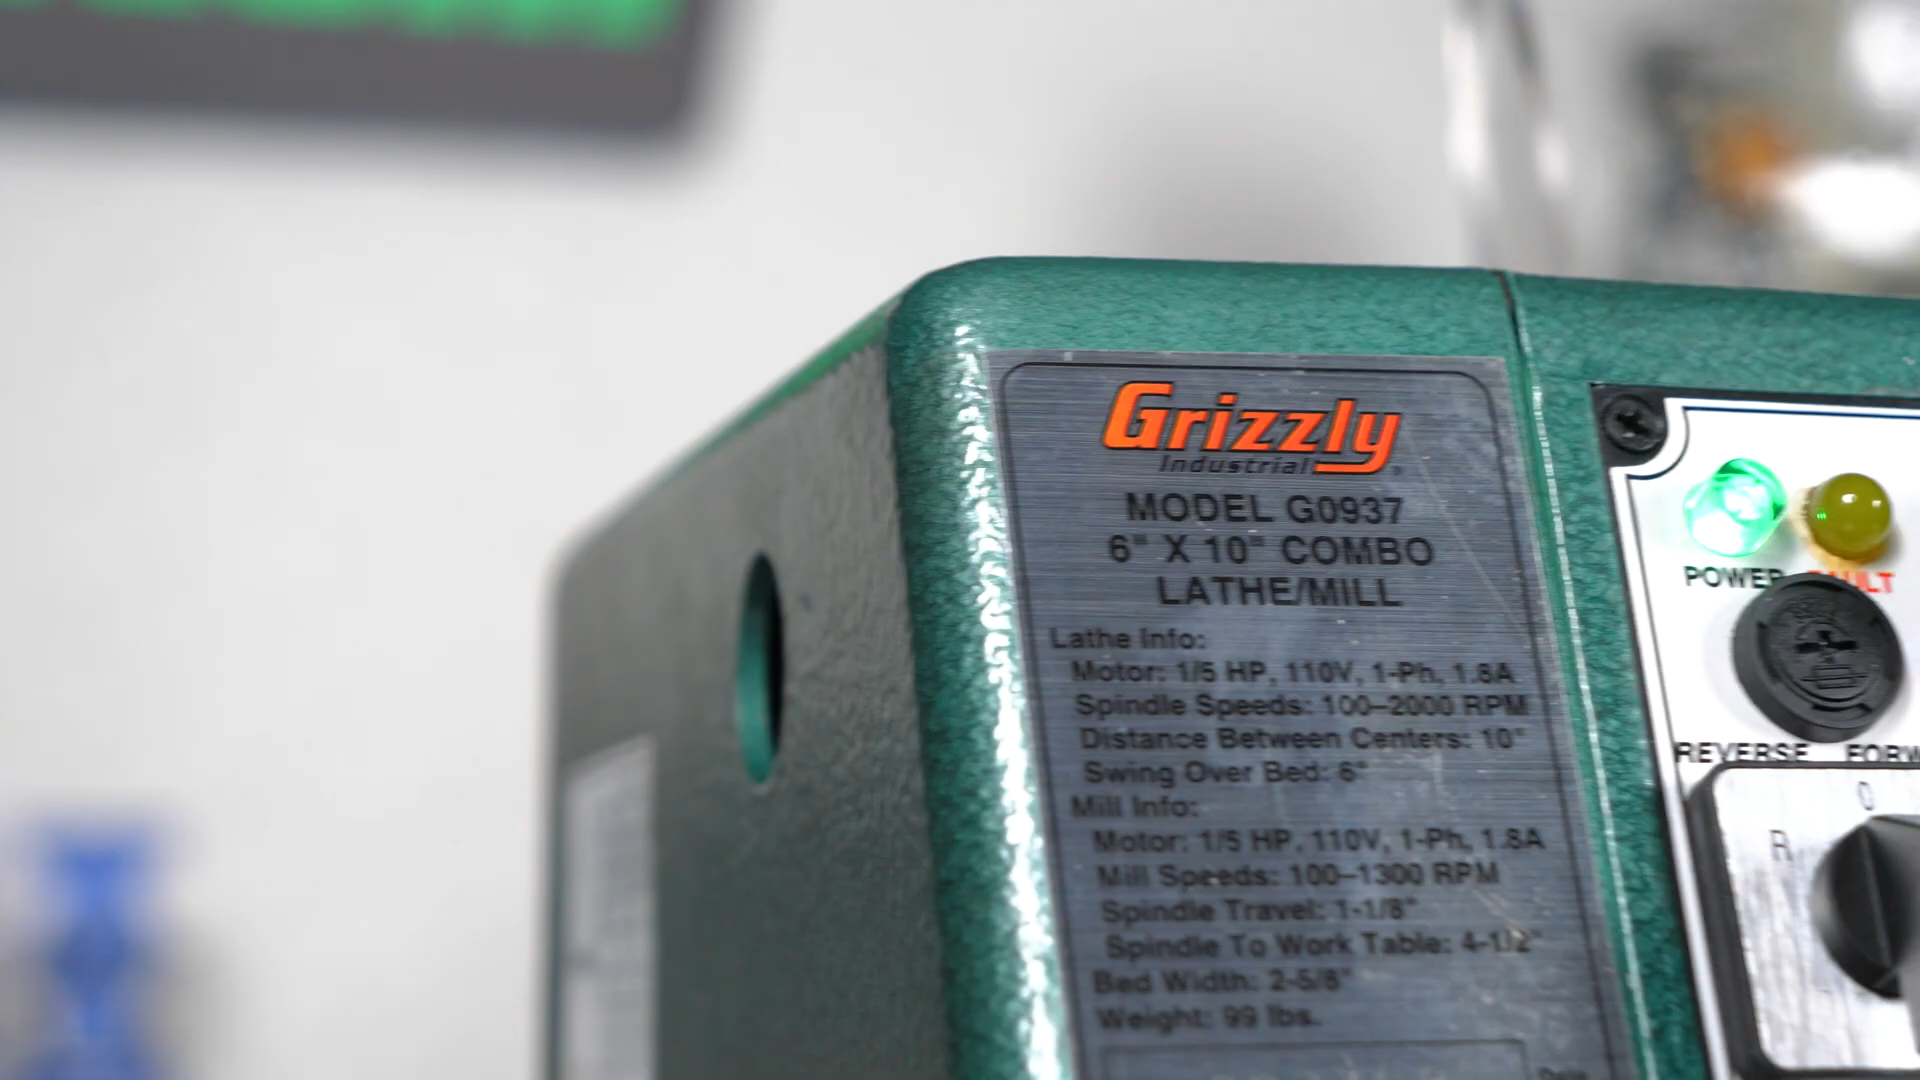 Grizzly
Industrial
MODEL G0937
6" X 10" COMBO
LATHE/MILL
Lathe Info:
Motor: 1/5 HP, 110V, 1-Ph, 1.8A
Spindle Speeds: 100–2000 RPM
Distance Between Centers: 10"
Swing Over Bed: 6"
Mill Info:
Motor: 1/5 HP, 110V, 1-Ph, 1.8A
Mill Speeds: 100–1300 RPM
Spindle Travel: 1-1/8"
Spindle To Work Table: 4-1/2"
Bed Width: 2-5/8"
Weight: 99 lbs.
POWER
REVERSE FORW
0
R